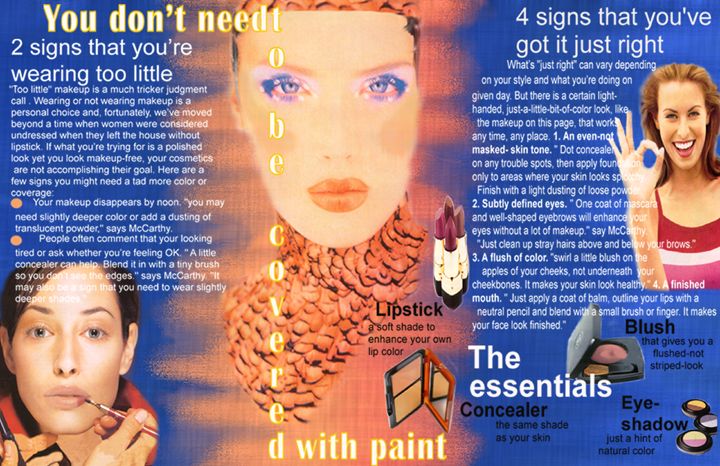 You don't need
to be covered
with paint
2 signs that you're
wearing too little
"Too little" makeup is a much tricker judgment
call . Wearing or not wearing makeup is a
personal choice and, fortunately, we've moved
beyond a time when women were considered
undressed when they left the house without
lipstick. If what you're trying for is a polished
look yet you look makeup-free, your cosmetics
are not accomplishing their goal. Here are a
few signs you might need a tad more color or
coverage:
Your makeup disappears by noon. "you may
need slightly deeper color or add a dusting of
translucent powder," says McCarthy.
People often comment that your looking
tired or ask whether you're feeling OK. " A little
concealer can help. Blend it in with a tiny brush
so you don't see the edges." says McCarthy. "It
may also be a sign that you need to wear slightly
deeper shades."
4 signs that you've
got it just right
What's "just right" can vary depending
on your style and what you're doing on
given day. But there is a certain light-
handed, just-a-little-bit-of-color look, like
the makeup on this page, that works
any time, any place. 1. An even-not
masked- skin tone. " Dot concealer
on any trouble spots, then apply foundation
only to areas where your skin looks splotchy.
Finish with a light dusting of loose powder.
2. Subtly defined eyes. " One coat of mascara
and well-shaped eyebrows will enhance your
eyes without a lot of makeup." say McCarthy.
"Just clean up stray hairs above and below your brows."
3. A flush of color. "swirl a little blush on the
apples of your cheeks, not underneath your
cheekbones. It makes your skin look healthy." 4. A finished
mouth. " Just apply a coat of balm, outline your lips with a
neutral pencil and blend with a small brush or finger. It makes
your face look finished."
Lipstick
a soft shade to
enhance your own
lip color
The
essentials
Concealer
the same shade
as your skin
Blush
that gives you a
flushed-not
striped-look
Eye-
shadow
just a hint of
natural color